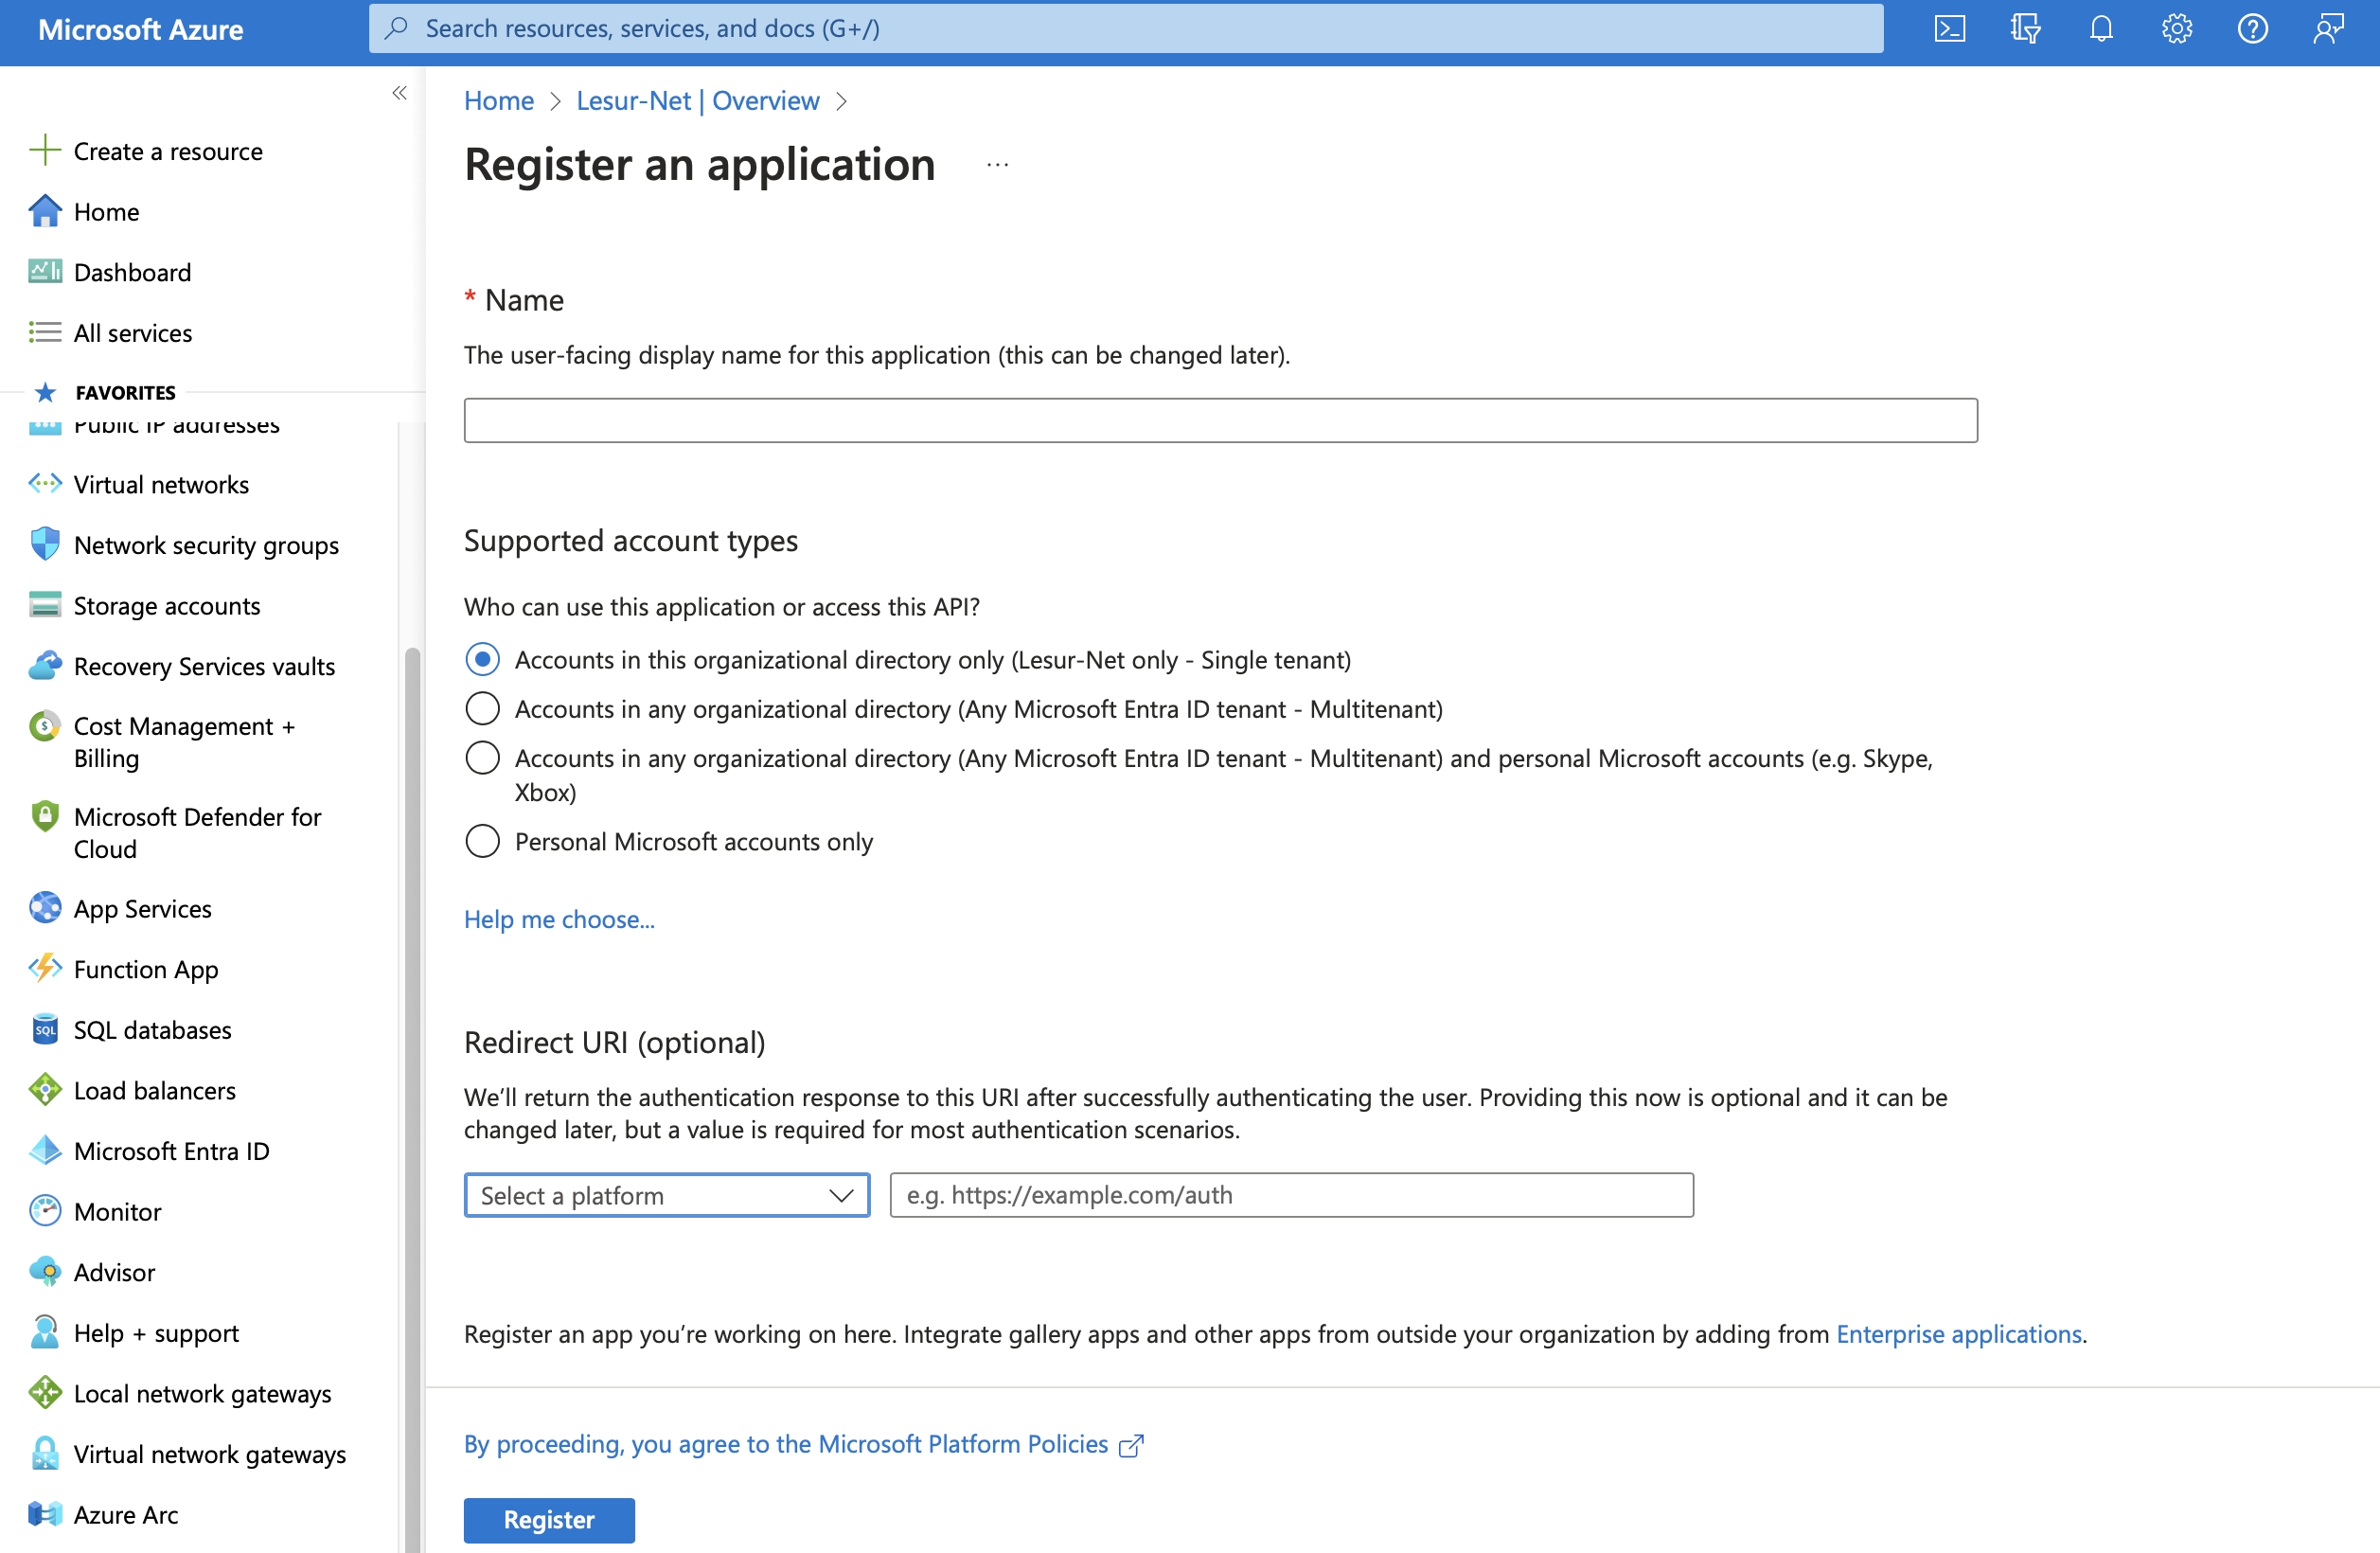 Microsoft Azure
Search resources, services, and docs (G+/)
Create a resource
Home
Dashboard
All services
FAVORITES
Public IP addresses
Virtual networks
Network security groups
Storage accounts
Recovery Services vaults
Cost Management +
Billing
Microsoft Defender for
Cloud
App Services
Function App
SQL
SQL databases
Load balancers
Microsoft Entra ID
Monitor
Advisor
Help + support
Local network gateways
Virtual network gateways
Azure Arc
Home > Lesur-Net | Overview >
Register an application ...
* Name
The user-facing display name for this application (this can be changed later).
Supported account types
Who can use this application or access this API?
Accounts in this organizational directory only (Lesur-Net only - Single tenant)
Accounts in any organizational directory (Any Microsoft Entra ID tenant - Multitenant)
Accounts in any organizational directory (Any Microsoft Entra ID tenant - Multitenant) and personal Microsoft accounts (e.g. Skype,
Xbox)
Personal Microsoft accounts only
Help me choose...
Redirect URI (optional)
We’ll return the authentication response to this URI after successfully authenticating the user. Providing this now is optional and it can be
changed later, but a value is required for most authentication scenarios.
Select a platform
e.g. https://example.com/auth
Register an app you’re working on here. Integrate gallery apps and other apps from outside your organization by adding from Enterprise applications.
By proceeding, you agree to the Microsoft Platform Policies
Register